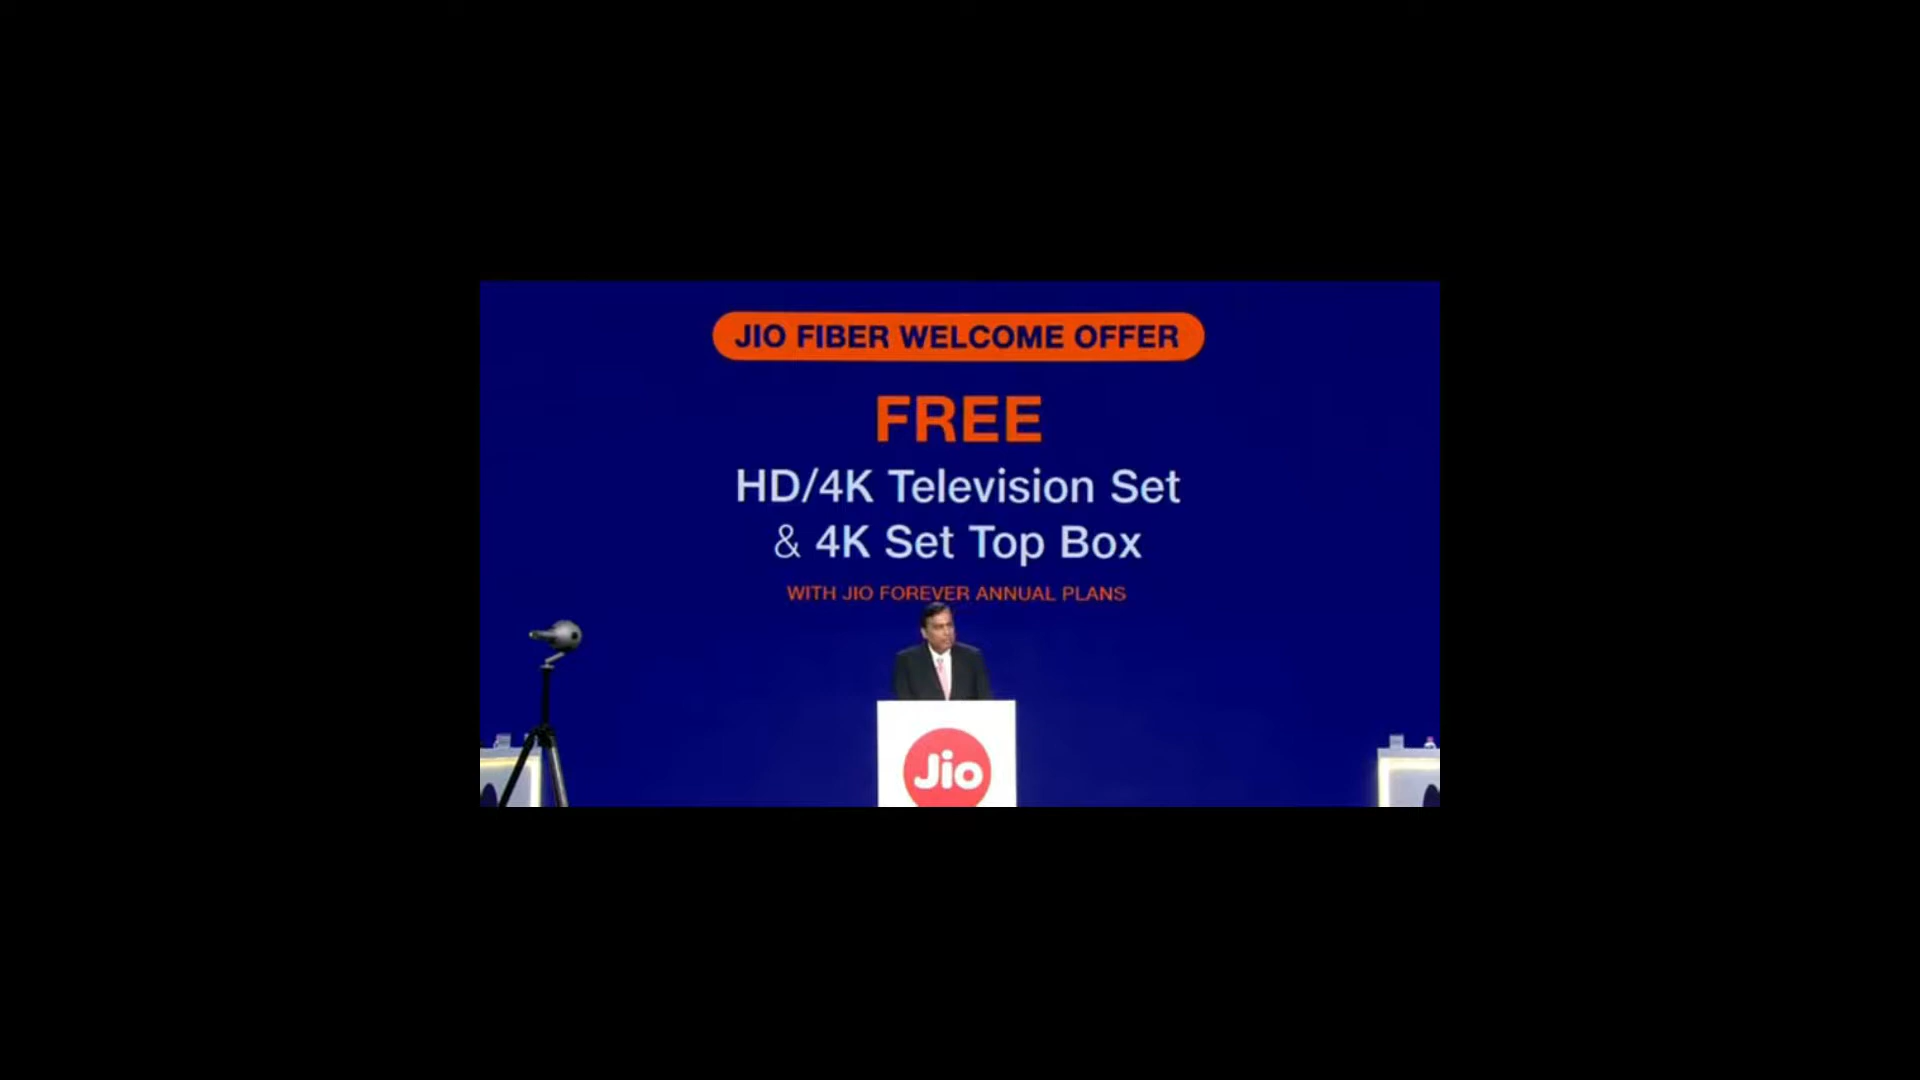 JIO FIBER WELCOME OFFER
FREE
HD/4K Television Set
& 4K Set Top Box
WITH JIO FOREVER ANNUAL PLANS
Jio